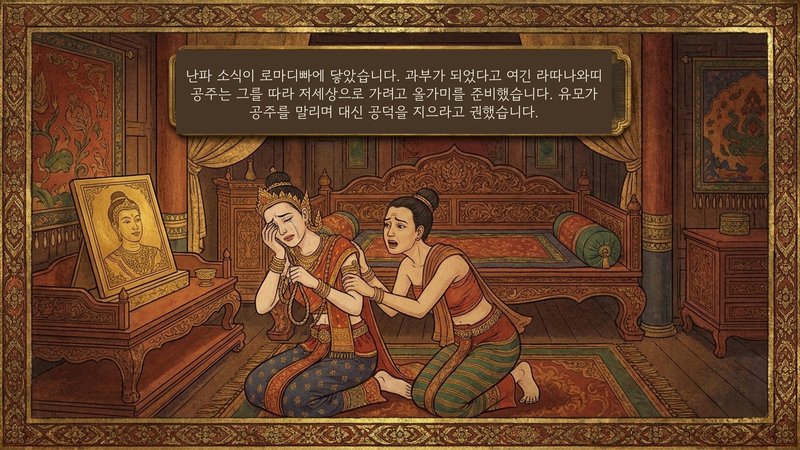 난파 소식이 로마디빠에 닿았습니다. 과부가 되었다고 여긴 라따나와띠
공주는 그를 따라 저세상으로 가려고 올가미를 준비했습니다. 유모가
공주를 말리며 대신 공덕을 지으라고 권했습니다.